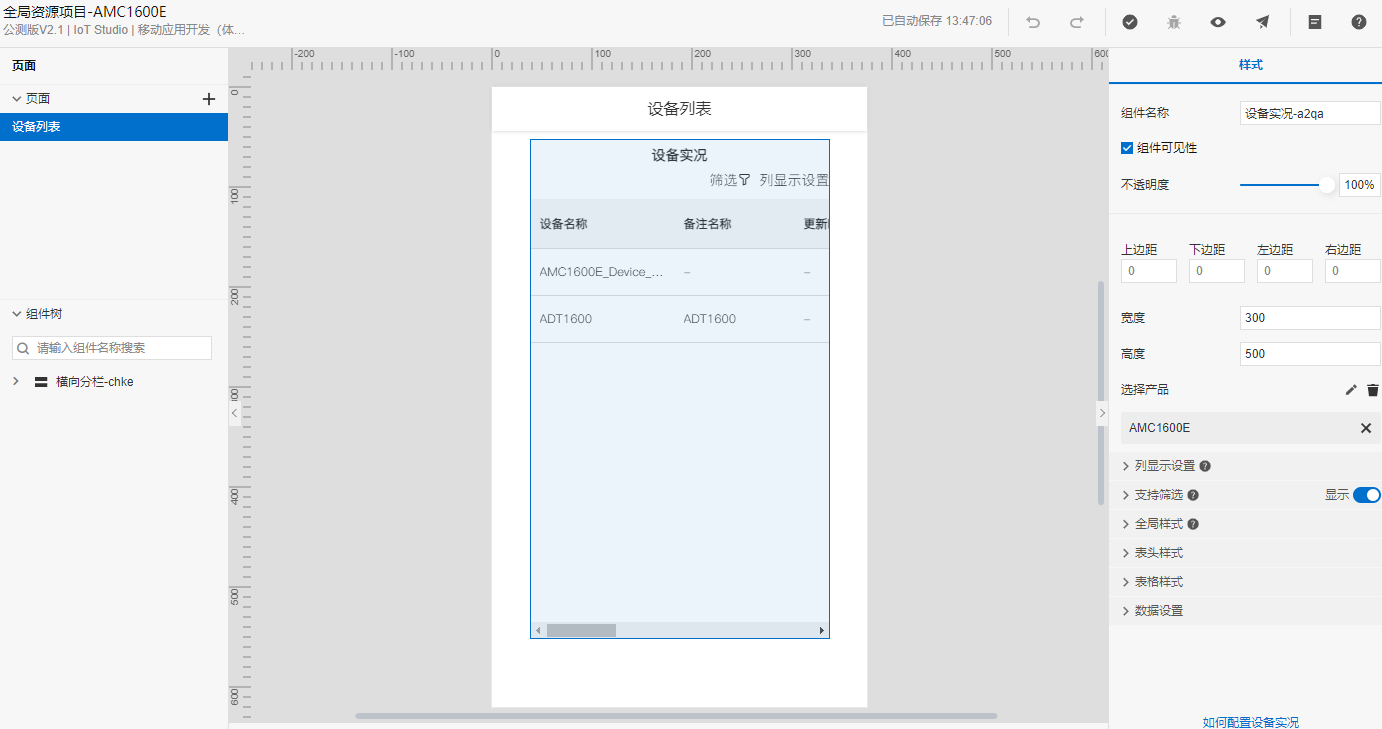 全局资源项目-AMC1600E
公测版V2.1 | IoT Studio | 移动应用开发（体...
已自动保存 13:47:06
页面
页面
设备列表
组件树
请输入组件名称搜索
横向分栏-chke
-200 -100 0 100 200 300 400 500 600
0
100
200
300
400
500
600
设备列表
设备实况
筛选 列显示设置
设备名称 备注名称 更新
AMC1600E_Device_... – –
ADT1600 ADT1600 –
样式
组件名称 设备实况-a2qa
组件可见性
不透明度 100%
上边距 下边距 左边距 右边距
0 0 0 0
宽度 300
高度 500
选择产品
AMC1600E
列显示设置
支持筛选 显示
全局样式
表头样式
表格样式
数据设置
如何配置设备实况